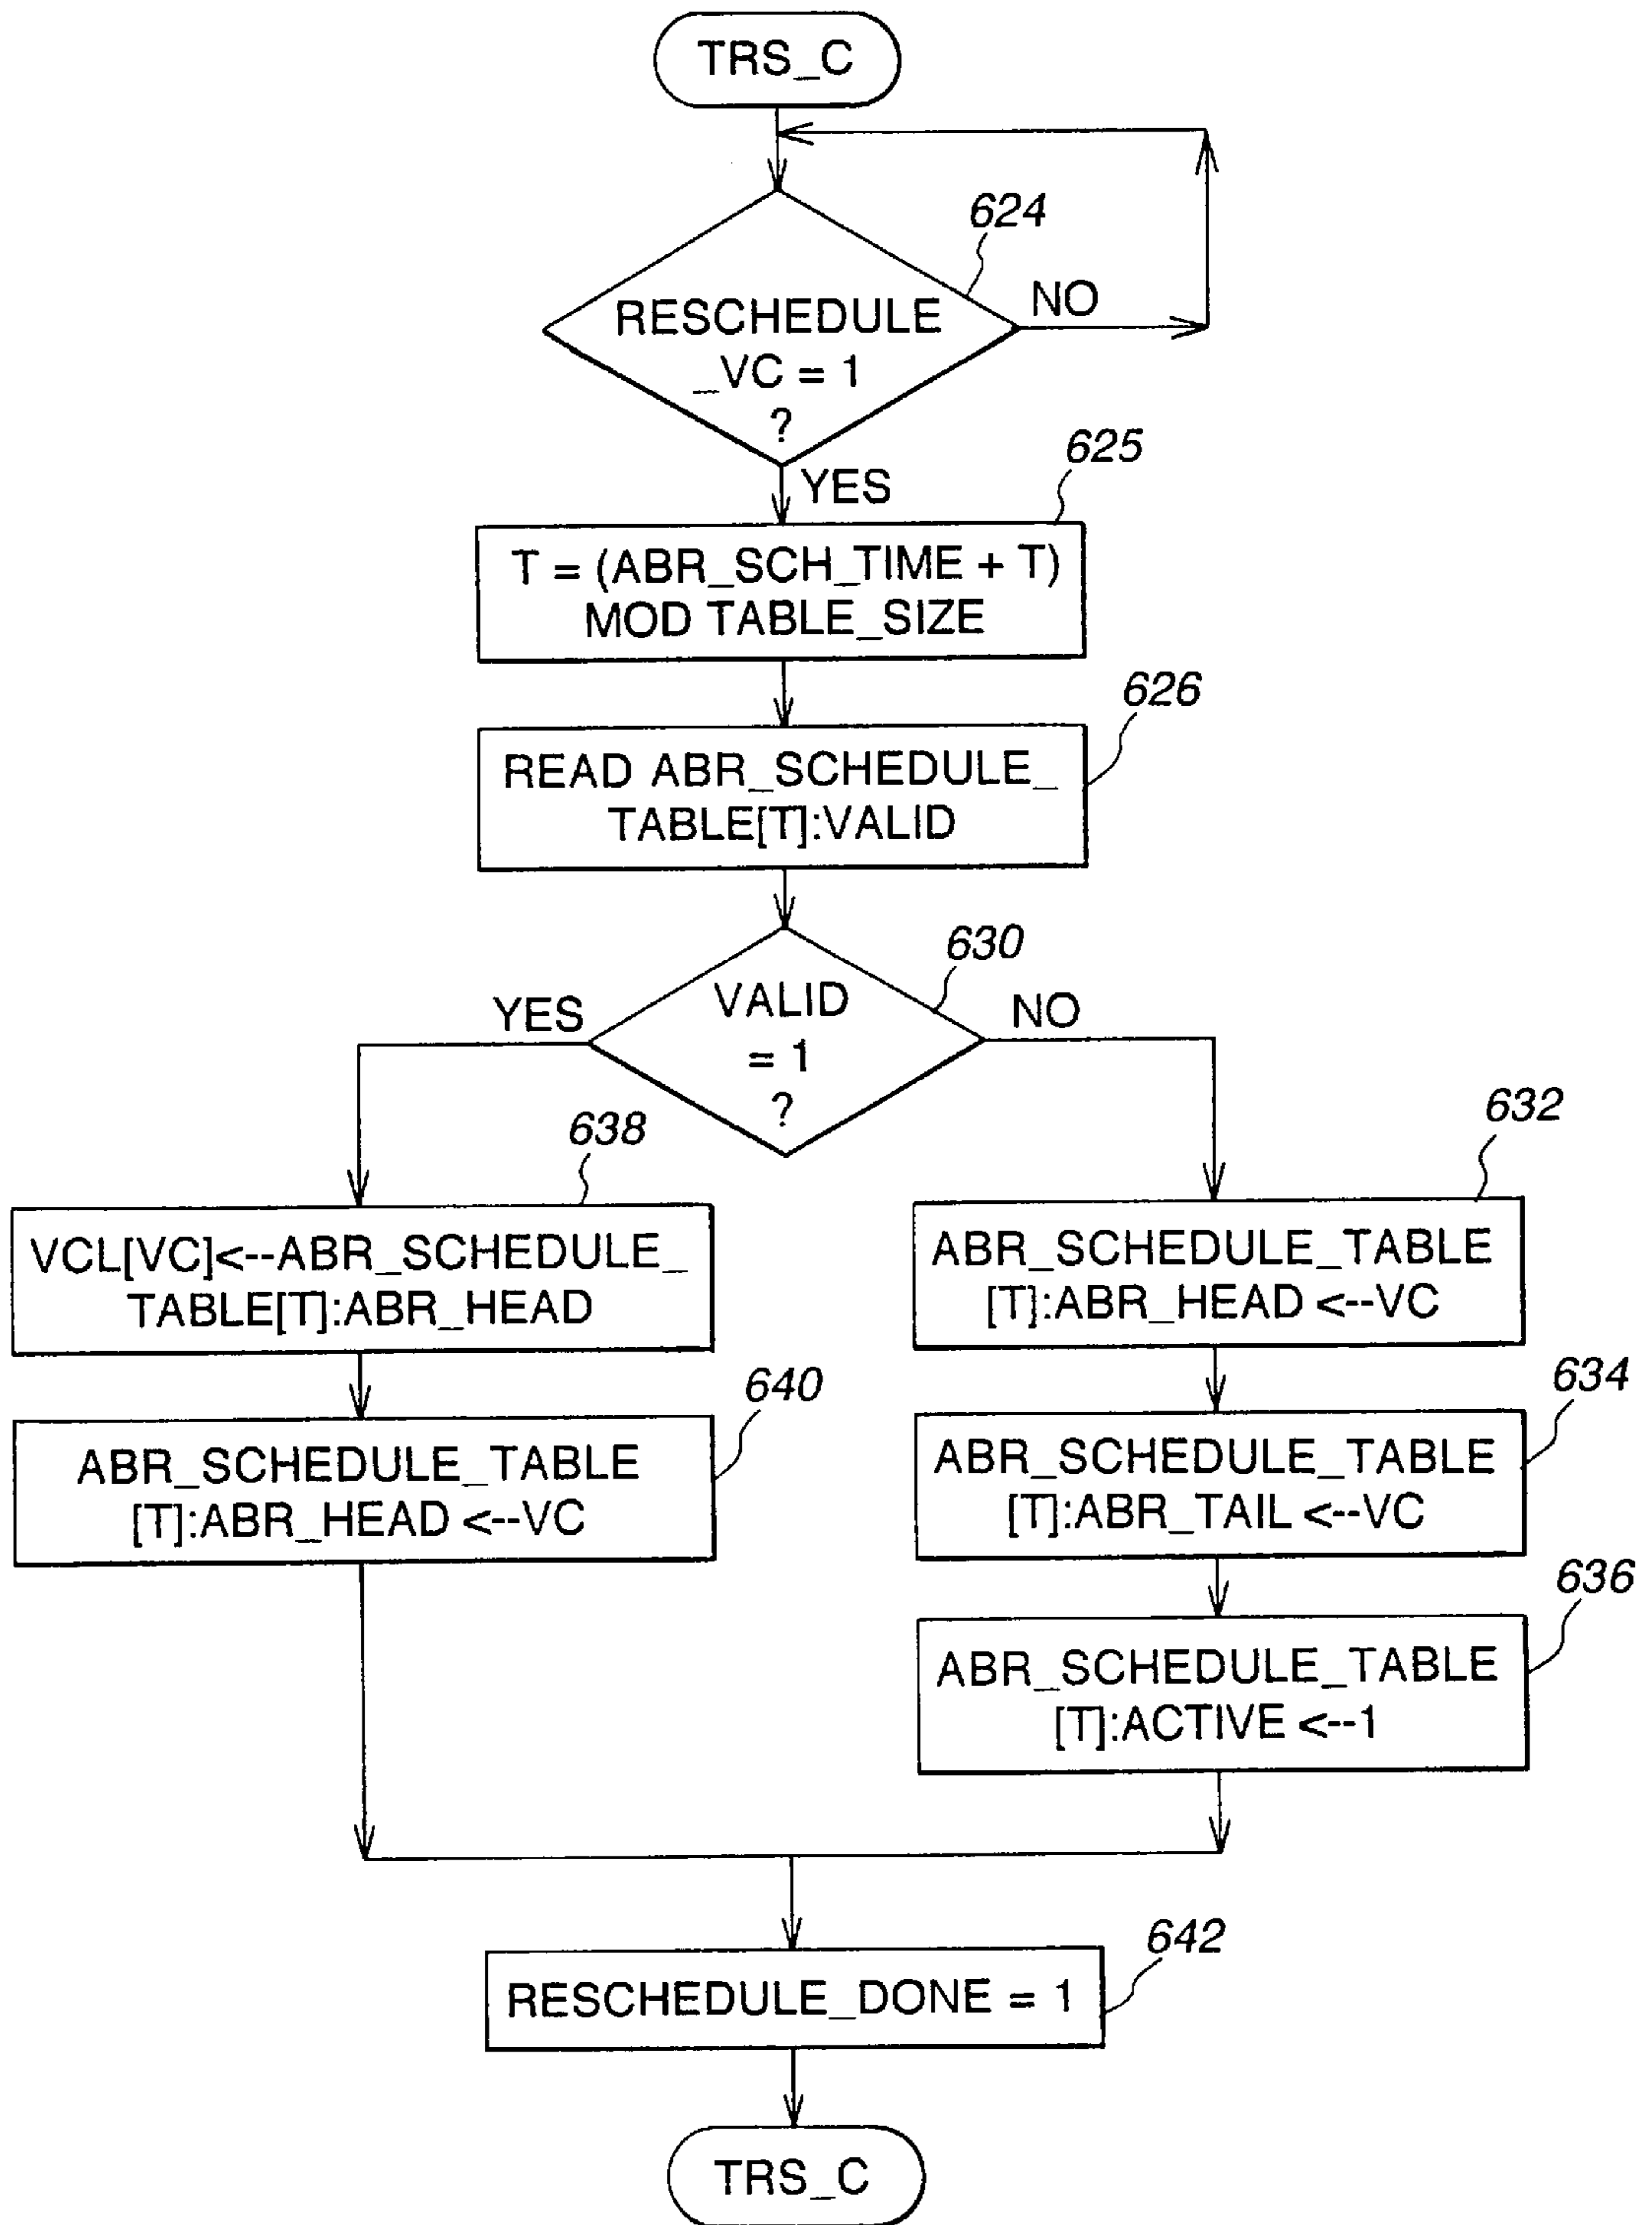 TRS_C
624
RESCHEDULE
_VC = 1
?
NO
YES
625
T = (ABR_SCH_TIME + T)
MOD TABLE_SIZE
626
READ ABR_SCHEDULE_
TABLE[T]:VALID
630
VALID
= 1
?
YES
NO
638
VCL[VC]<--ABR_SCHEDULE_
TABLE[T]:ABR_HEAD
640
ABR_SCHEDULE_TABLE
[T]:ABR_HEAD <--VC
632
ABR_SCHEDULE_TABLE
[T]:ABR_HEAD <--VC
634
ABR_SCHEDULE_TABLE
[T]:ABR_TAIL <--VC
636
ABR_SCHEDULE_TABLE
[T]:ACTIVE <--1
642
RESCHEDULE_DONE = 1
TRS_C